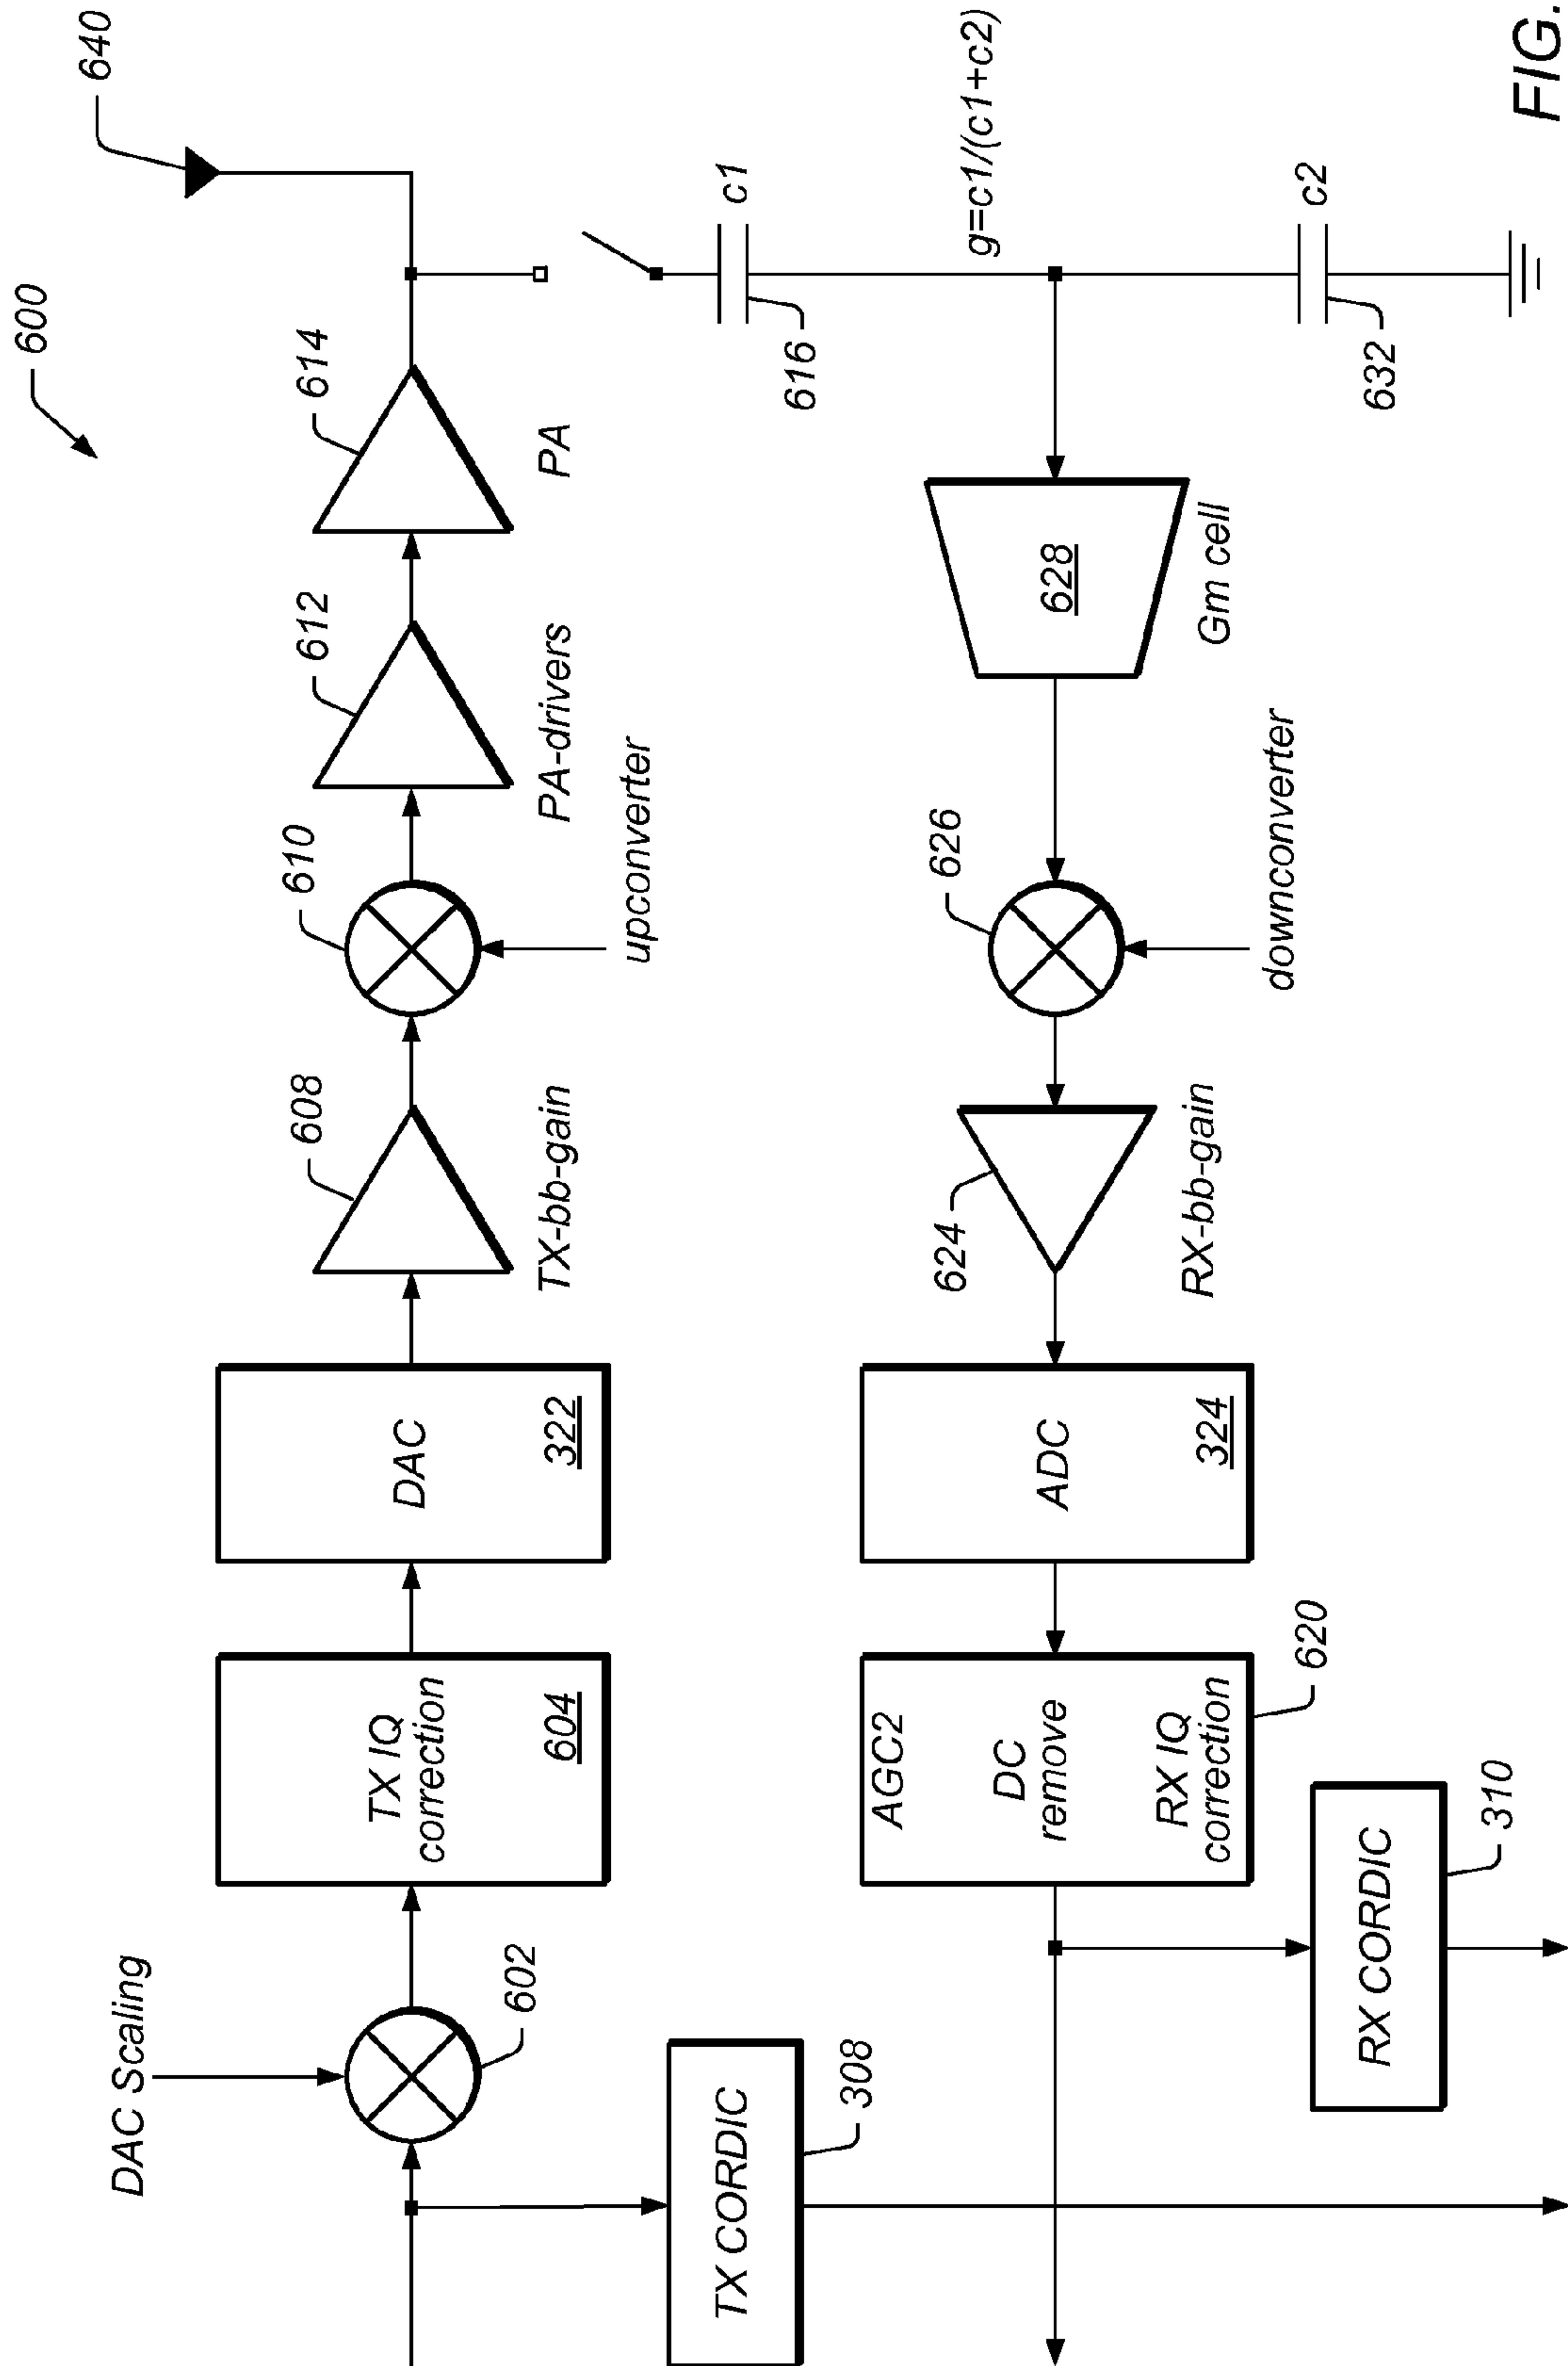 600
640
DAC Scaling
602
TX IQ
correction
604
DAC
322
608
TX-bb-gain
610
upconverter
612
PA-drivers
614
PA
c1
616
g=c1/(c1+c2)
c2
632
628
Gm cell
626
downconverter
624
RX-bb-gain
ADC
324
AGC2
DC
remove
RX IQ
correction
620
TX CORDIC
308
RX CORDIC
310
FIG.